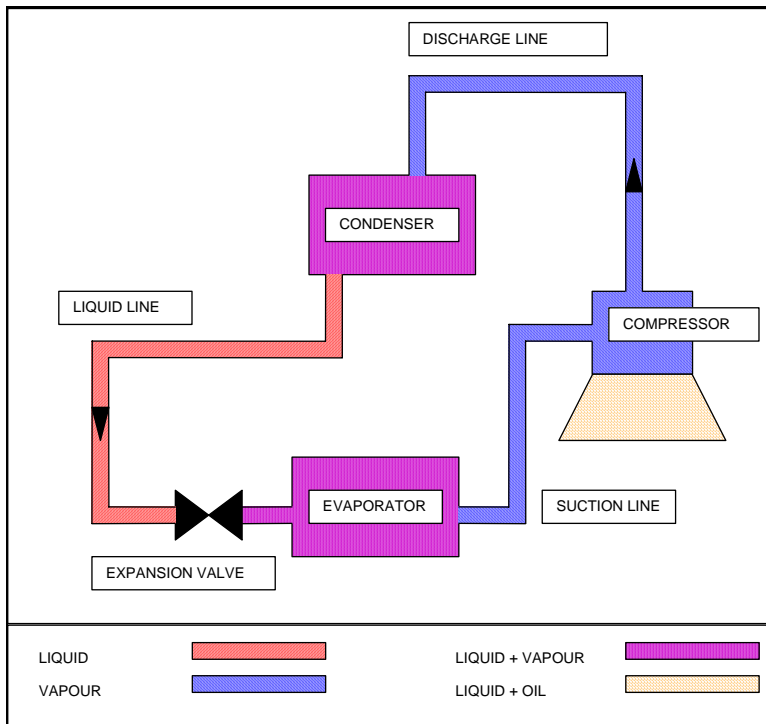 DISCHARGE LINE
CONDENSER
LIQUID LINE
COMPRESSOR
EVAPORATOR
SUCTION LINE
EXPANSION VALVE
LIQUID
LIQUID + VAPOUR
VAPOUR
LIQUID + OIL